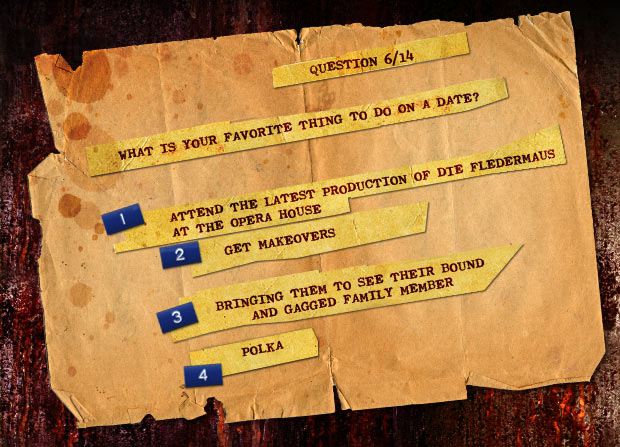 QUESTION 6/14
WHAT IS YOUR FAVORITE THING TO DO ON A DATE?
1 ATTEND THE LATEST PRODUCTION OF DIE FLEDERMAUS
AT THE OPERA HOUSE
2 GET MAKEOVERS
3 BRINGING THEM TO SEE THEIR BOUND
AND GAGGED FAMILY MEMBER
4 POLKA